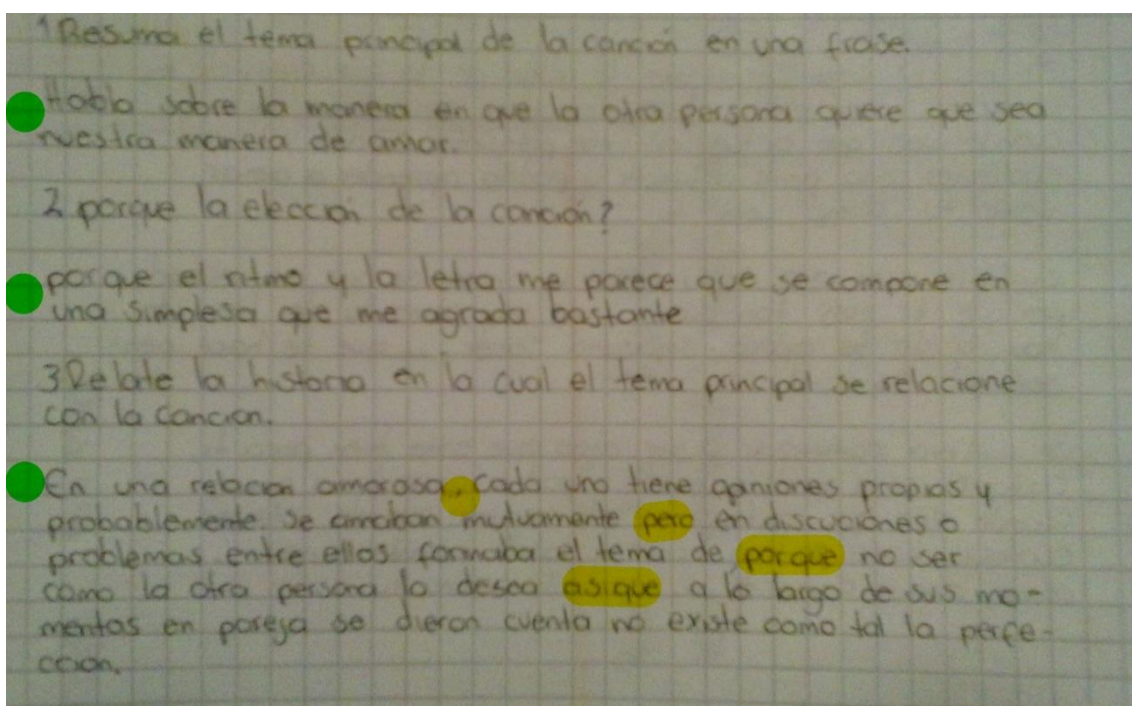 1 Resuma el tema principal de la canción en una frase.
Habla sobre la manera en que la otra persona quiere que sea
nuestra manera de amar.
2 porque la eleccion de la canción?
porque el ritmo y la letra me parece que se compone en
una simplesa que me agrada bastante
3 Relate la historia en la cual el tema principal se relacione
con la cancion.
En una relacion amorosa, cada uno tiene opniones propias y
probablemente se amaban mutuamente pero en discuciones o
problemas entre ellos formaba el tema de porque no ser
como la otra persona lo desea asique a lo largo de sus mo-
mentos en pareja se dieron cuenta no existe como tal la perfe-
ccion.